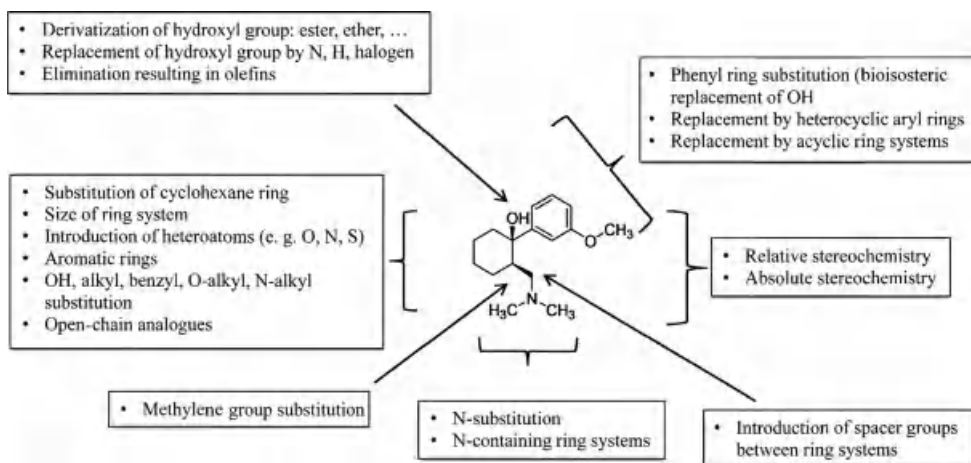 • Derivatization of hydroxyl group: ester, ether, …
• Replacement of hydroxyl group by N, H, halogen
• Elimination resulting in olefins
• Phenyl ring substitution (bioisosteric
replacement of OH
• Replacement by heterocyclic aryl rings
• Replacement by acyclic ring systems
• Substitution of cyclohexane ring
• Size of ring system
• Introduction of heteroatoms (e. g. O, N, S)
• Aromatic rings
• OH, alkyl, benzyl, O-alkyl, N-alkyl
substitution
• Open-chain analogues
OH
O CH₃
N
H₃C CH₃
• Relative stereochemistry
• Absolute stereochemistry
• Methylene group substitution
• N-substitution
• N-containing ring systems
• Introduction of spacer groups
between ring systems